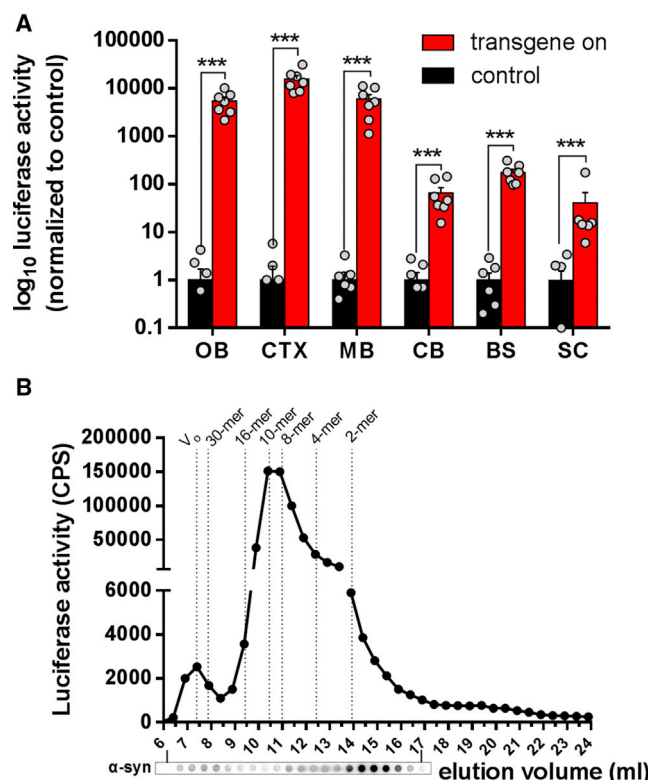 A
log₁₀ luciferase activity
(normalized to control)
100000
10000
1000
100
10
1
0.1
***
***
***
***
***
***
transgene on
control
OB CTX MB CB BS SC
B
Luciferase activity (CPS)
200000
150000
100000
50000
6000
4000
2000
0
V₀ 30-mer 16-mer 10-mer 8-mer 4-mer 2-mer
6 7 8 9 10 11 12 13 14 15 16 17 18 19 20 21 22 23 24
α-syn
elution volume (ml)